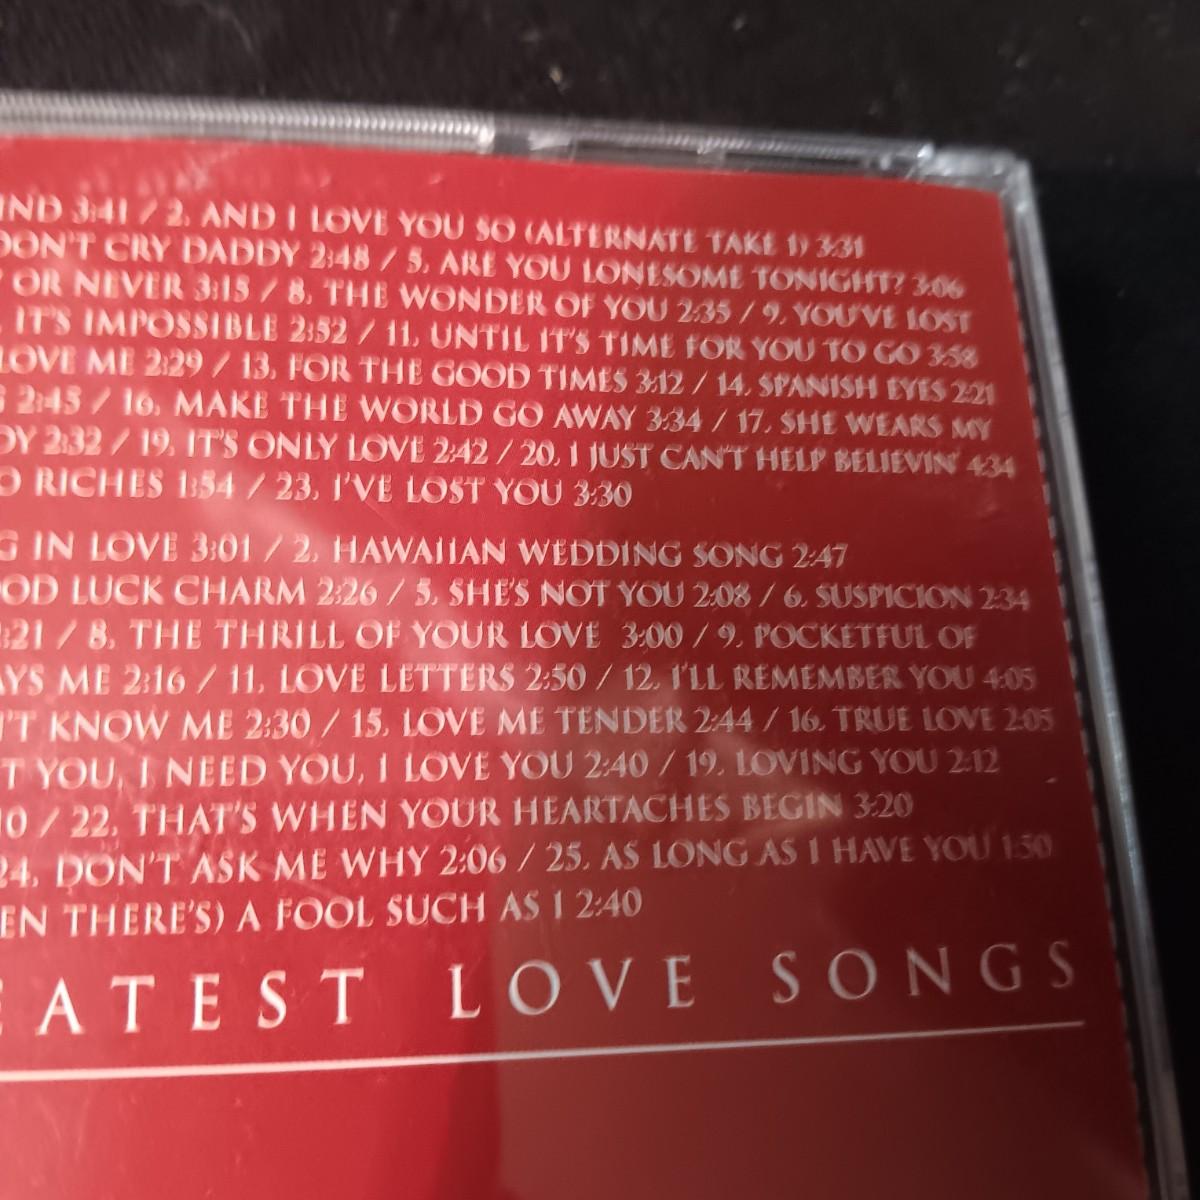 IND 3:41 / 2. AND I LOVE YOU SO (ALTERNATE TAKE 1) 3:31
DON'T CRY DADDY 2:48 / 5. ARE YOU LONESOME TONIGHT? 3:06
OR NEVER 3:15 / 8. THE WONDER OF YOU 2:35 / 9. YOU'VE LOST
IT'S IMPOSSIBLE 2:52 / 11. UNTIL IT'S TIME FOR YOU TO GO 3:58
LOVE ME 2:29 / 13. FOR THE GOOD TIMES 3:12 / 14. SPANISH EYES 2:21
G 2:45 / 16. MAKE THE WORLD GO AWAY 3:34 / 17. SHE WEARS MY
DY 2:32 / 19. IT'S ONLY LOVE 2:42 / 20. I JUST CAN'T HELP BELIEVIN' 4:34
O RICHES 1:54 / 23. I'VE LOST YOU 3:30
G IN LOVE 3:01 / 2. HAWAIIAN WEDDING SONG 2:47
OD LUCK CHARM 2:26 / 5. SHE'S NOT YOU 2:08 / 6. SUSPICION 2:34
:21 / 8. THE THRILL OF YOUR LOVE 3:00 / 9. POCKETFUL OF
AYS ME 2:16 / 11. LOVE LETTERS 2:50 / 12. I'LL REMEMBER YOU 4:05
'T KNOW ME 2:30 / 15. LOVE ME TENDER 2:44 / 16. TRUE LOVE 2:05
T YOU, I NEED YOU, I LOVE YOU 2:40 / 19. LOVING YOU 2:12
10 / 22. THAT'S WHEN YOUR HEARTACHES BEGIN 3:20
24. DON'T ASK ME WHY 2:06 / 25. AS LONG AS I HAVE YOU 1:50
EN THERE'S) A FOOL SUCH AS I 2:40
EATEST LOVE SONGS